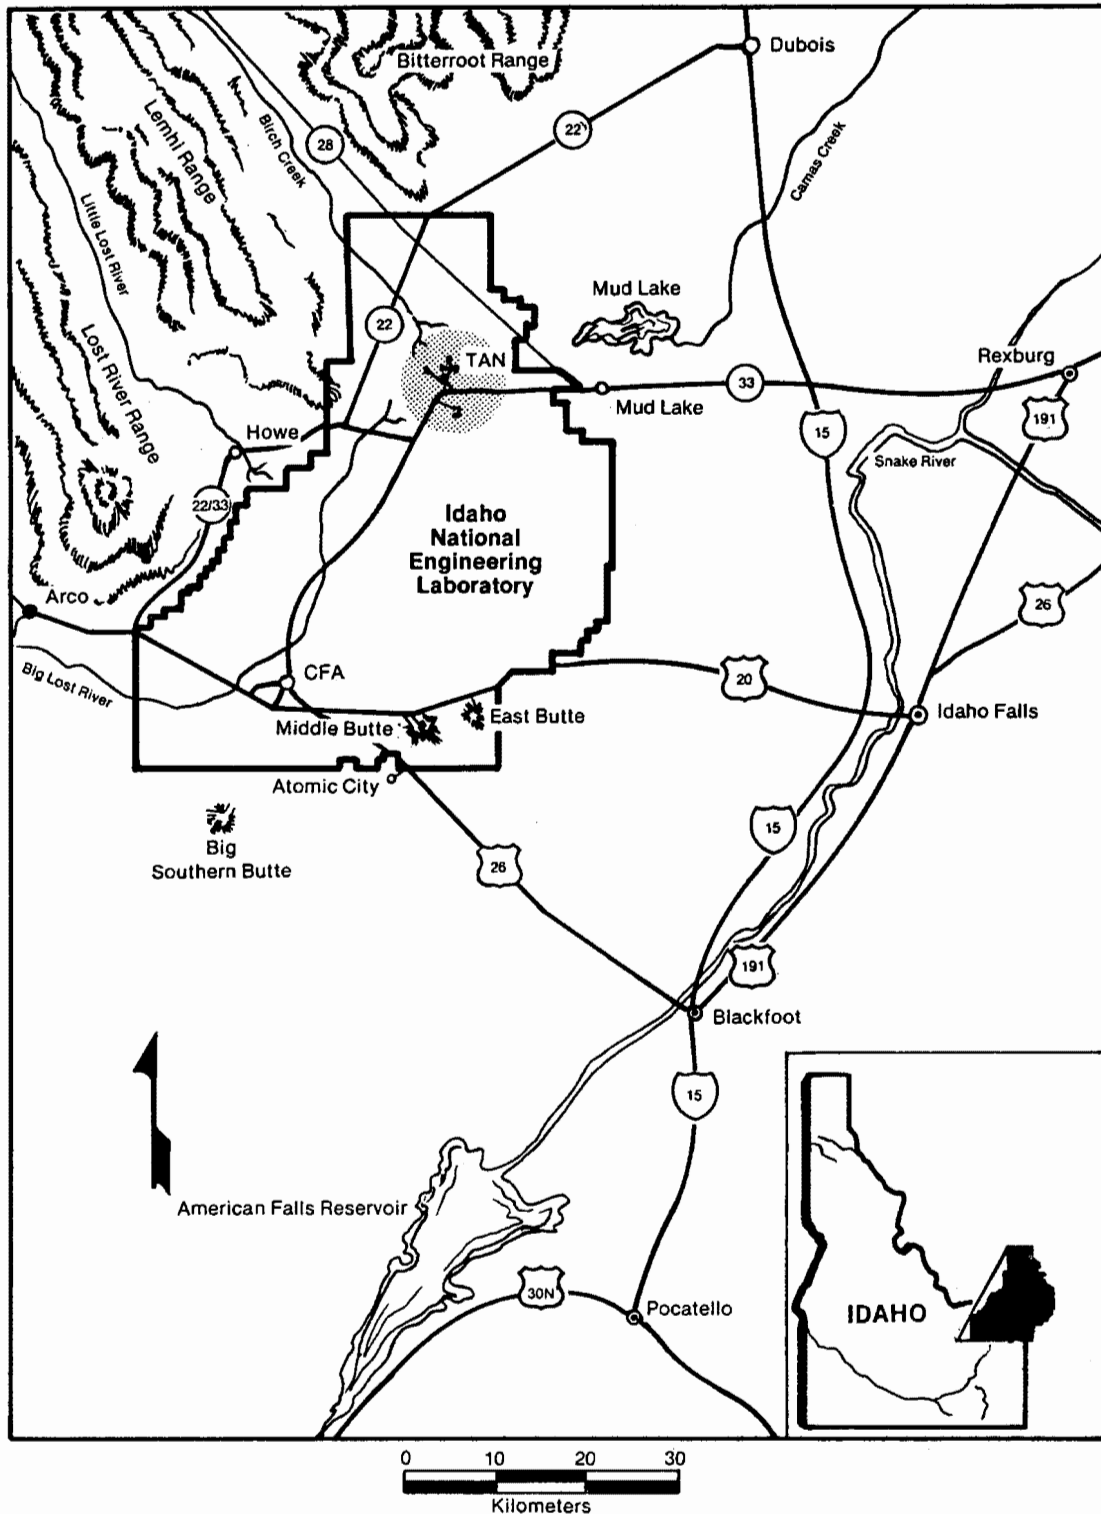 Dubois
Bitterroot Range
22
28
Birch Creek
Lemhi Range
Camas Creek
Little Lost River
Mud Lake
22
TAN
Rexburg
Lost River Range
33
Mud Lake
191
Howe
15
Snake River
22/33
Idaho
National
Engineering
Laboratory
Arco
26
CFA
Big Lost River
20
Idaho Falls
East Butte
Middle Butte
Atomic City
15
Big
Southern Butte
26
191
Blackfoot
15
American Falls Reservoir
30N
Pocatello
IDAHO
0 10 20 30
Kilometers